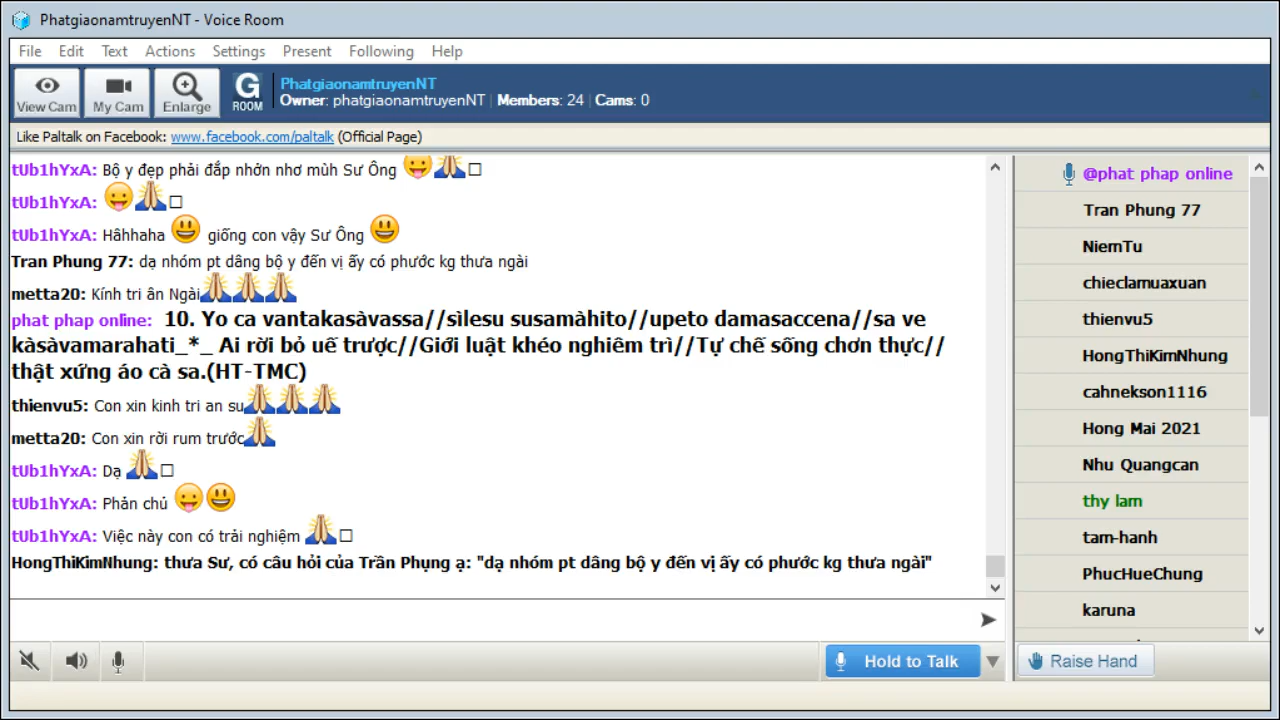 PhatgiaonamtruyenNT - Voice Room
File Edit Text Actions Settings Present Following Help
View Cam
My Cam
Enlarge
G ROOM
PhatgiaonamtruyenNT
Owner: phatgiaonamtruyenNT | Members: 24 | Cams: 0
Like Paltalk on Facebook: www.facebook.com/paltalk (Official Page)
tUb1hYxA: Bộ y đẹp phải đắp nhớn nhơ mùh Sư Ông
tUb1hYxA:
tUb1hYxA: Hâhhaha giống con vậy Sư Ông
Tran Phung 77: dạ nhóm pt dâng bộ y đến vị ấy có phước kg thưa ngài
metta20: Kính tri ân Ngài
phat phap online: 10. Yo ca vantakasàvassa//sìlesu susamàhito//upeto damasaccena//sa ve
kàsàvamarahati_*_ Ai rời bỏ uế trược//Giới luật khéo nghiêm trì//Tự chế sống chơn thực//
thật xứng áo cà sa.(HT-TMC)
thienvu5: Con xin kinh tri an su
metta20: Con xin rời rum trước
tUb1hYxA: Dạ
tUb1hYxA: Phản chủ
tUb1hYxA: Việc này con có trải nghiệm
HongThiKimNhung: thưa Sư, có câu hỏi của Trần Phụng ạ: "dạ nhóm pt dâng bộ y đến vị ấy có phước kg thưa ngài"
@phat phap online
Tran Phung 77
NiemTu
chieclamuaxuan
thienvu5
HongThiKimNhung
cahnekson1116
Hong Mai 2021
Nhu Quangcan
thy lam
tam-hanh
PhucHueChung
karuna
Hold to Talk
Raise Hand